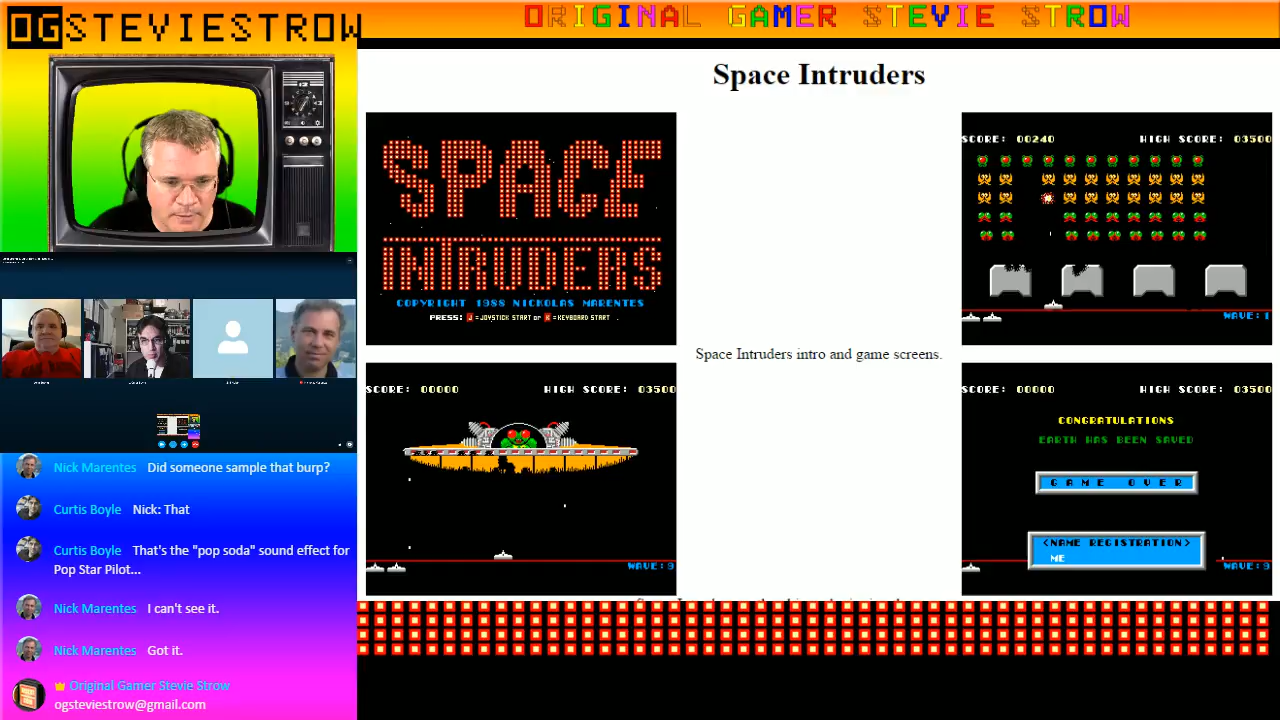 OGSTEVIESTROW
ORIGINAL GAMER STEVIE STROW
Space Intruders
SPACE
INTRUDERS
COPYRIGHT 1988 NICKOLAS MARENTES
PRESS: J =JOYSTICK START or K =KEYBOARD START
SCORE: 00240 HIGH SCORE: 03500
WAVE:1
Space Intruders intro and game screens.
SCORE: 00000 HIGH SCORE: 03500
WAVE:9
SCORE: 00000 HIGH SCORE: 03500
CONGRATULATIONS
EARTH HAS BEEN SAVED
GAME OVER
<NAME REGISTRATION>
ME
WAVE:9
Nick Marentes Did someone sample that burp?
Curtis Boyle Nick: That
Curtis Boyle That's the "pop soda" sound effect for
Pop Star Pilot...
Nick Marentes I can't see it.
Nick Marentes Got it.
Original Gamer Stevie Strow
ogsteviestrow@gmail.com